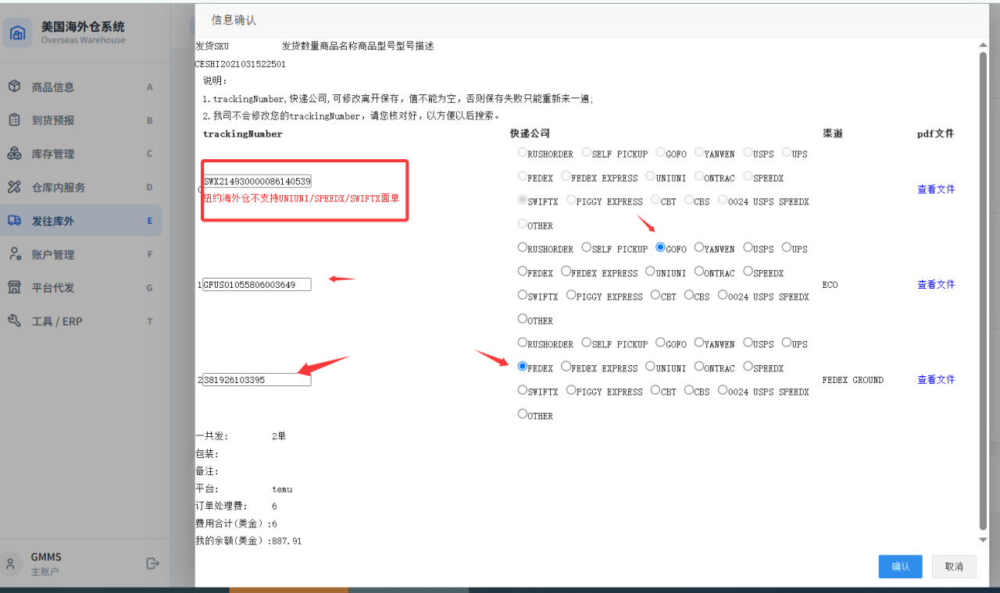 美国海外仓系统
Overseas Warehouse
商品信息 A
到货预报 B
库存管理 C
仓库内服务 D
发往库外 E
账户管理 F
平台代发 G
工具 / ERP T
GMMS
主账户
信息确认
发货SKU 发货数量商品名称商品型号型号描述
CESHI2021031522501
说明：
1.trackingNumber,快递公司,可修改离开保存，值不能为空，否则保存失败只能重新来一遍;
2.我司不会修改您的trackingNumber，请您核对好，以方便以后搜索。
trackingNumber 快递公司 渠道 pdf文件
RUSHORDER SELF PICKUP GOFO YANWEN USPS UPS
FEDEX FEDEX EXPRESS UNIUNI ONTRAC SPEEDX
0 SWX214930000086140539 查看文件
纽约海外仓不支持UNIUNI/SPEEDX/SWIFTX面单
SWIFTX PIGGY EXPRESS CBT CBS 0024 USPS SPEEDX
OTHER
RUSHORDER SELF PICKUP GOFO YANWEN USPS UPS
FEDEX FEDEX EXPRESS UNIUNI ONTRAC SPEEDX
1 GFUS01055806003649 ECO 查看文件
SWIFTX PIGGY EXPRESS CBT CBS 0024 USPS SPEEDX
OTHER
RUSHORDER SELF PICKUP GOFO YANWEN USPS UPS
FEDEX FEDEX EXPRESS UNIUNI ONTRAC SPEEDX
2 381926103395 FEDEX GROUND 查看文件
SWIFTX PIGGY EXPRESS CBT CBS 0024 USPS SPEEDX
OTHER
一共发: 2单
包装:
备注:
平台: temu
订单处理费: 6
费用合计(美金):6
我的余额(美金):887.91
确认 取消